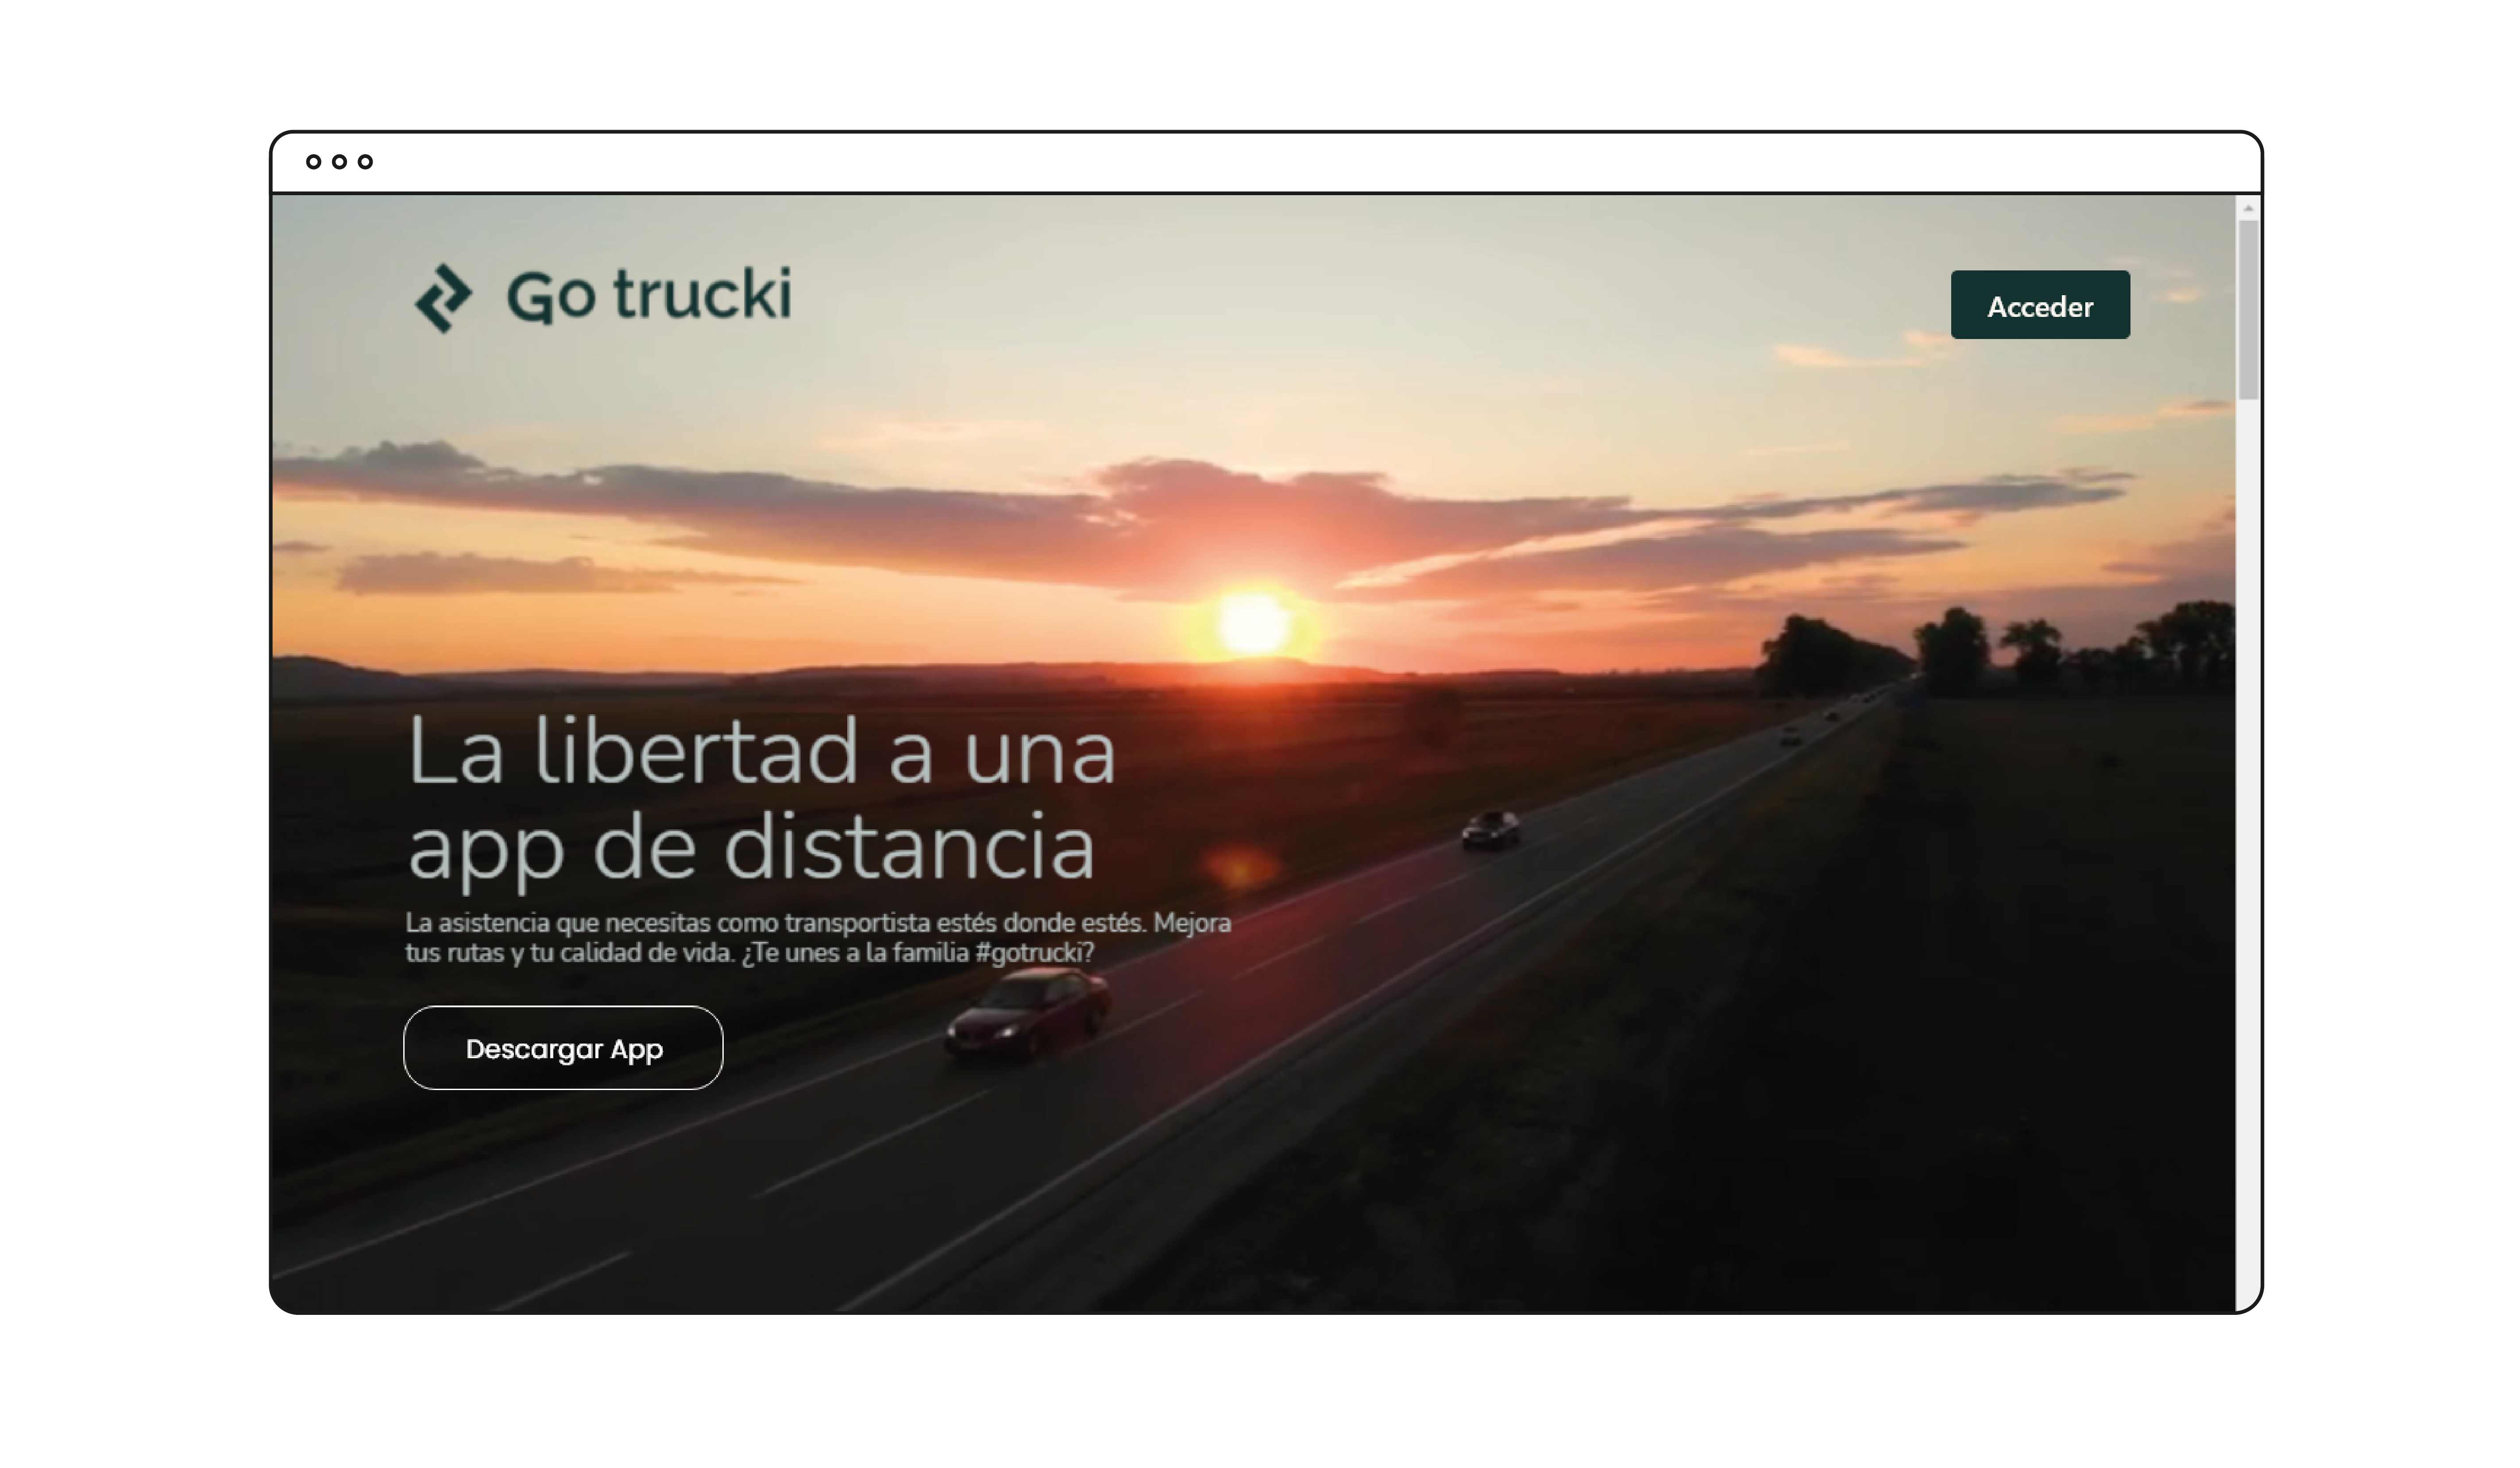 Go trucki
Acceder
La libertad a una
app de distancia
La asistencia que necesitas como transportista estés donde estés. Mejora
tus rutas y tu calidad de vida. ¿Te unes a la familia #gotrucki?
Descargar App